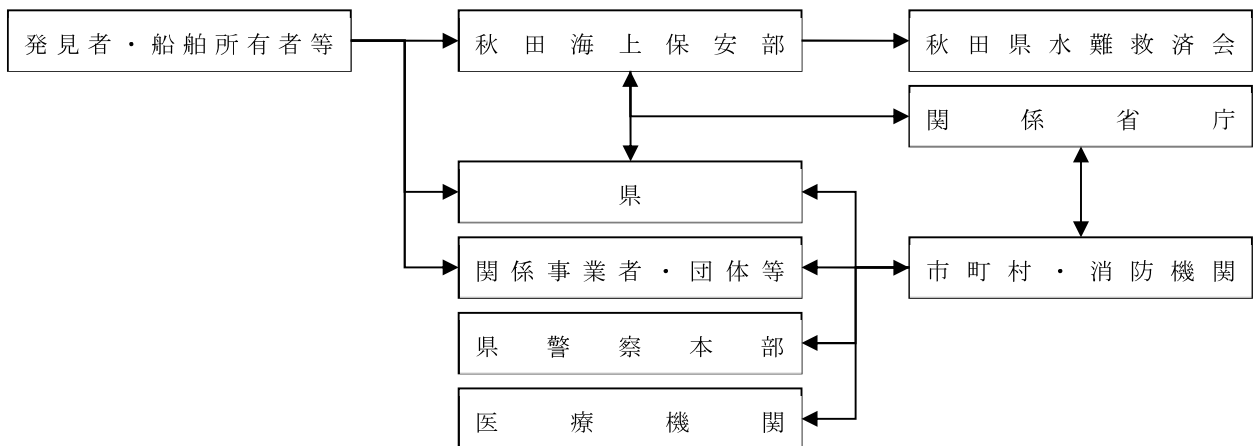 発見者・船舶所有者等
秋田海上保安部
秋田県水難救済会
関係省庁
県
関係事業者・団体等
市町村・消防機関
県警察本部
医療機関